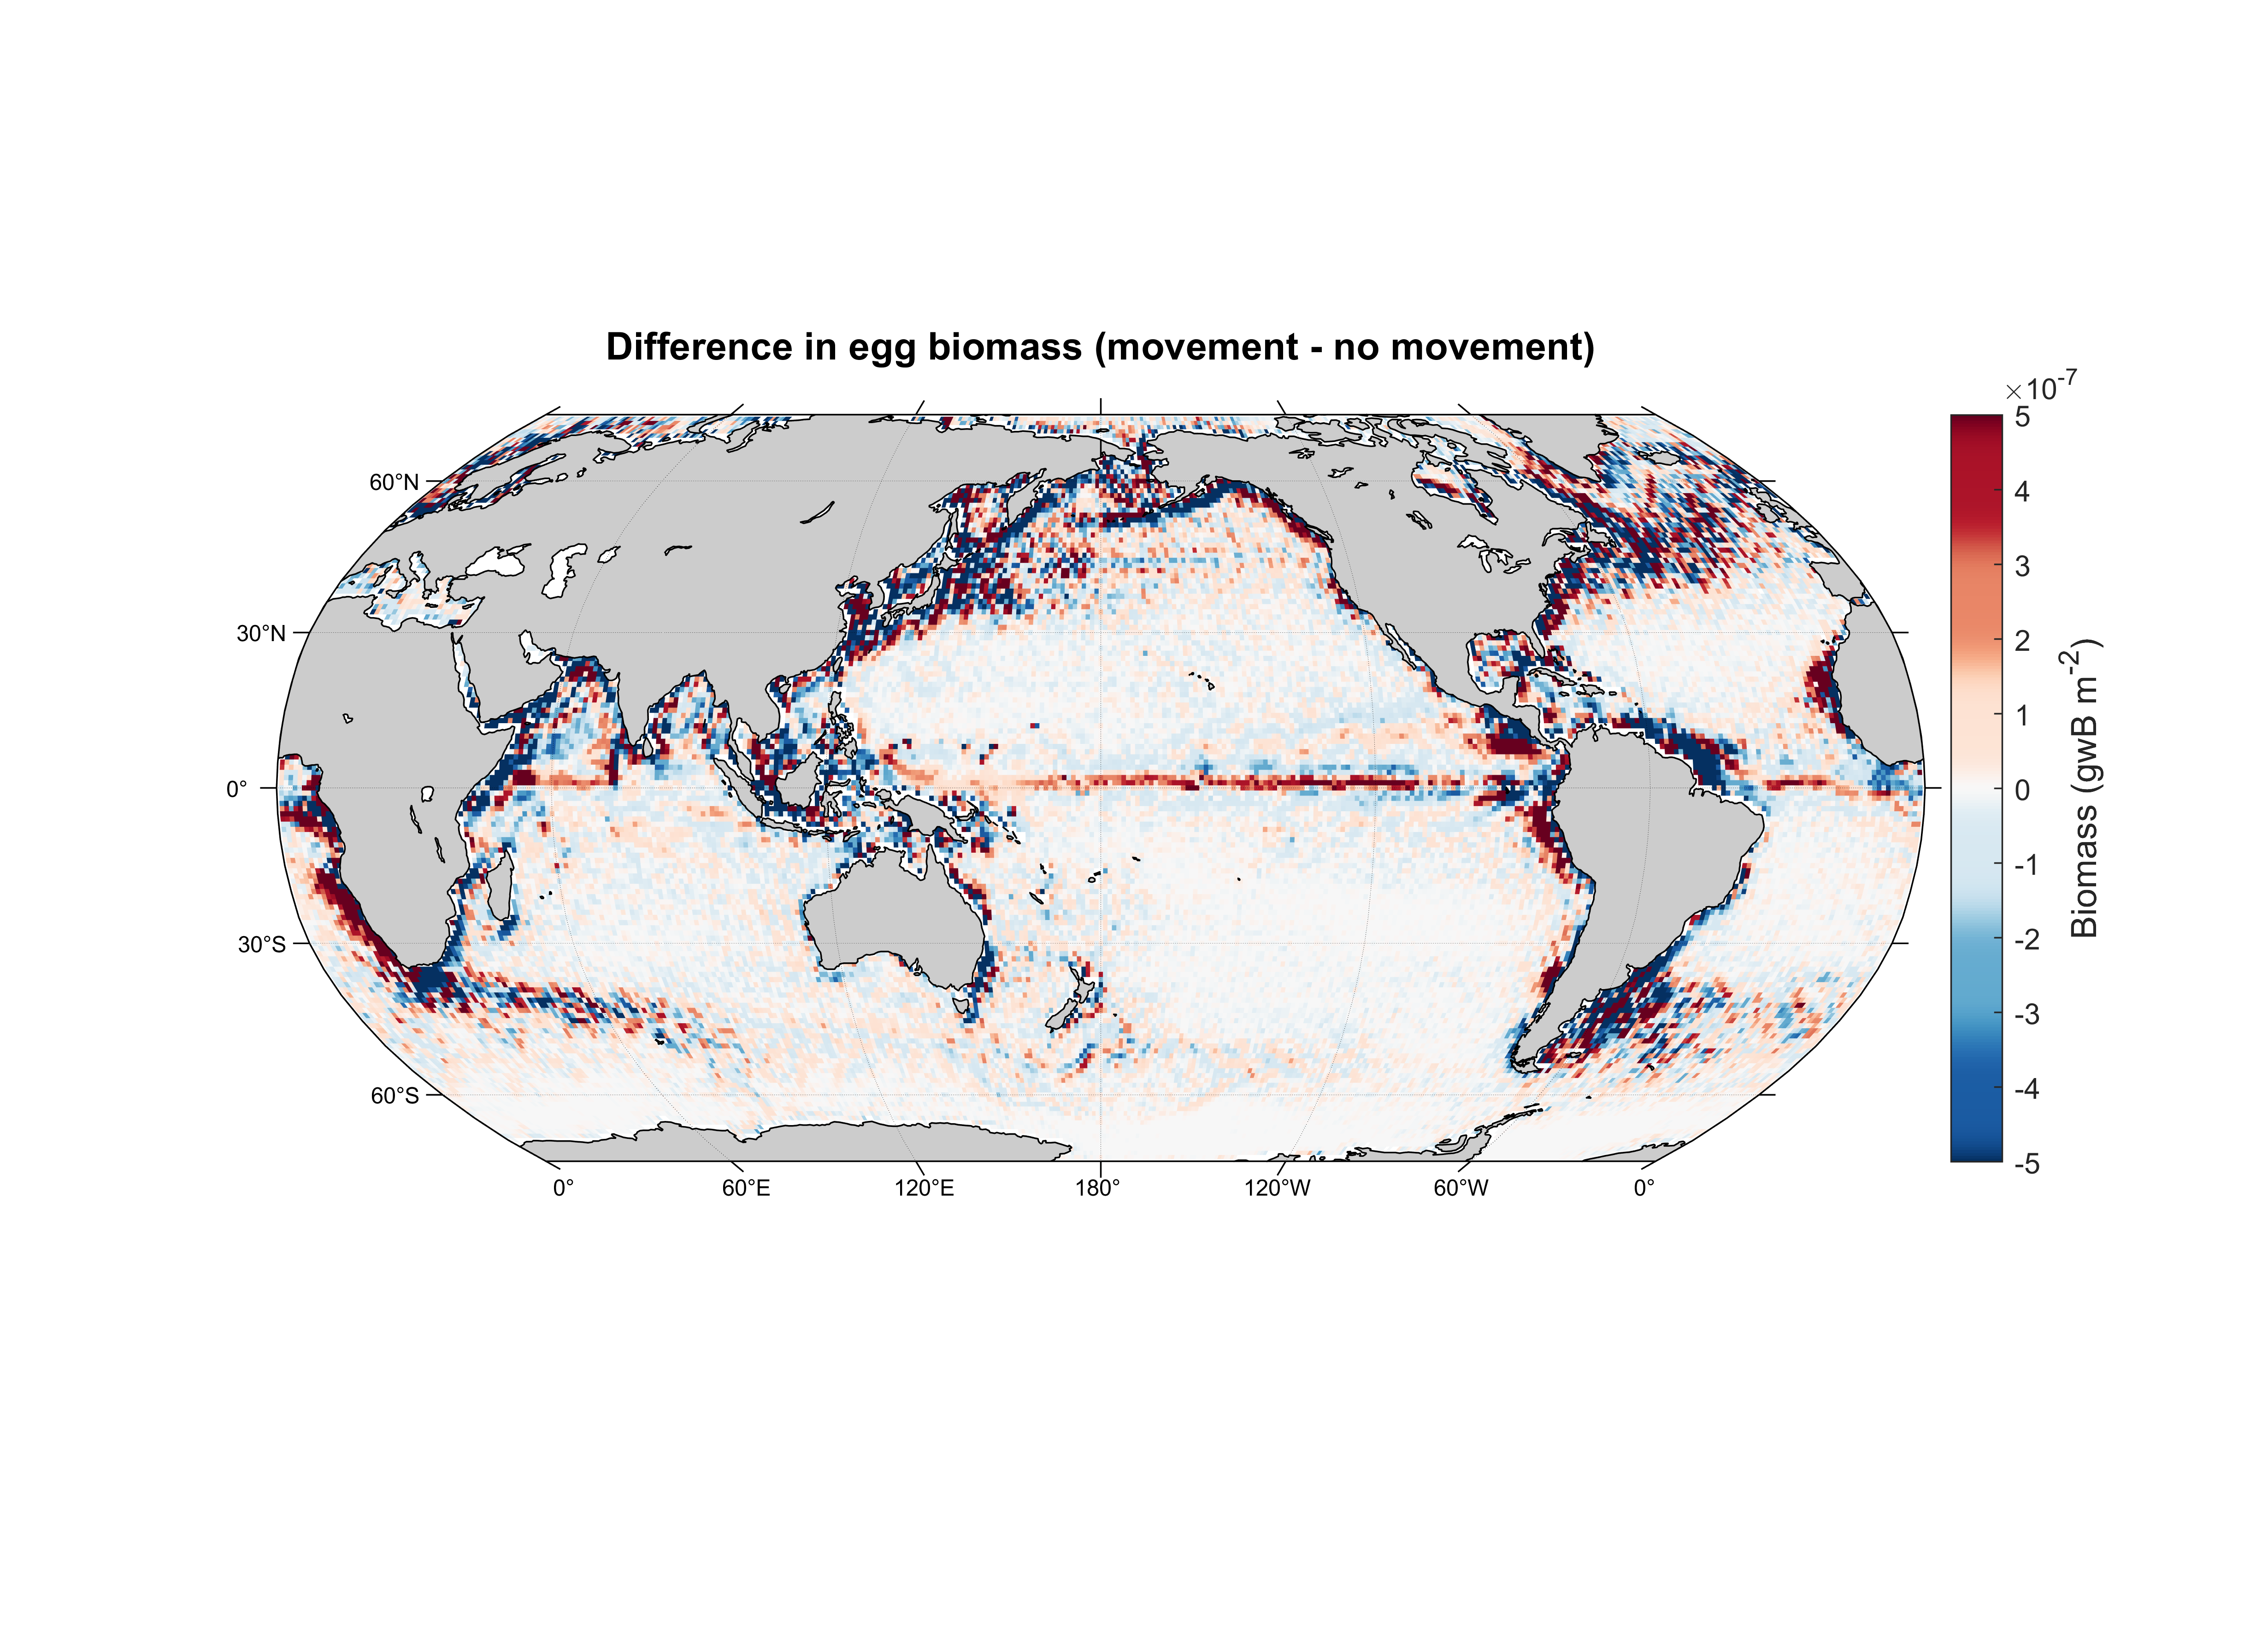 Difference in egg biomass (movement - no movement)
×10⁻⁷
5
4
3
2
1
0
-1
-2
-3
-4
-5
Biomass (gwB m⁻²)
60°N
30°N
0°
30°S
60°S
0°
60°E
120°E
180°
120°W
60°W
0°